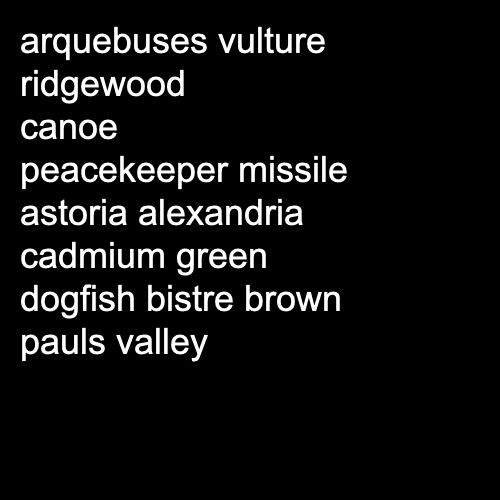 arquebuses vulture
ridgewood
canoe
peacekeeper missile
astoria alexandria
cadmium green
dogfish bistre brown
pauls valley